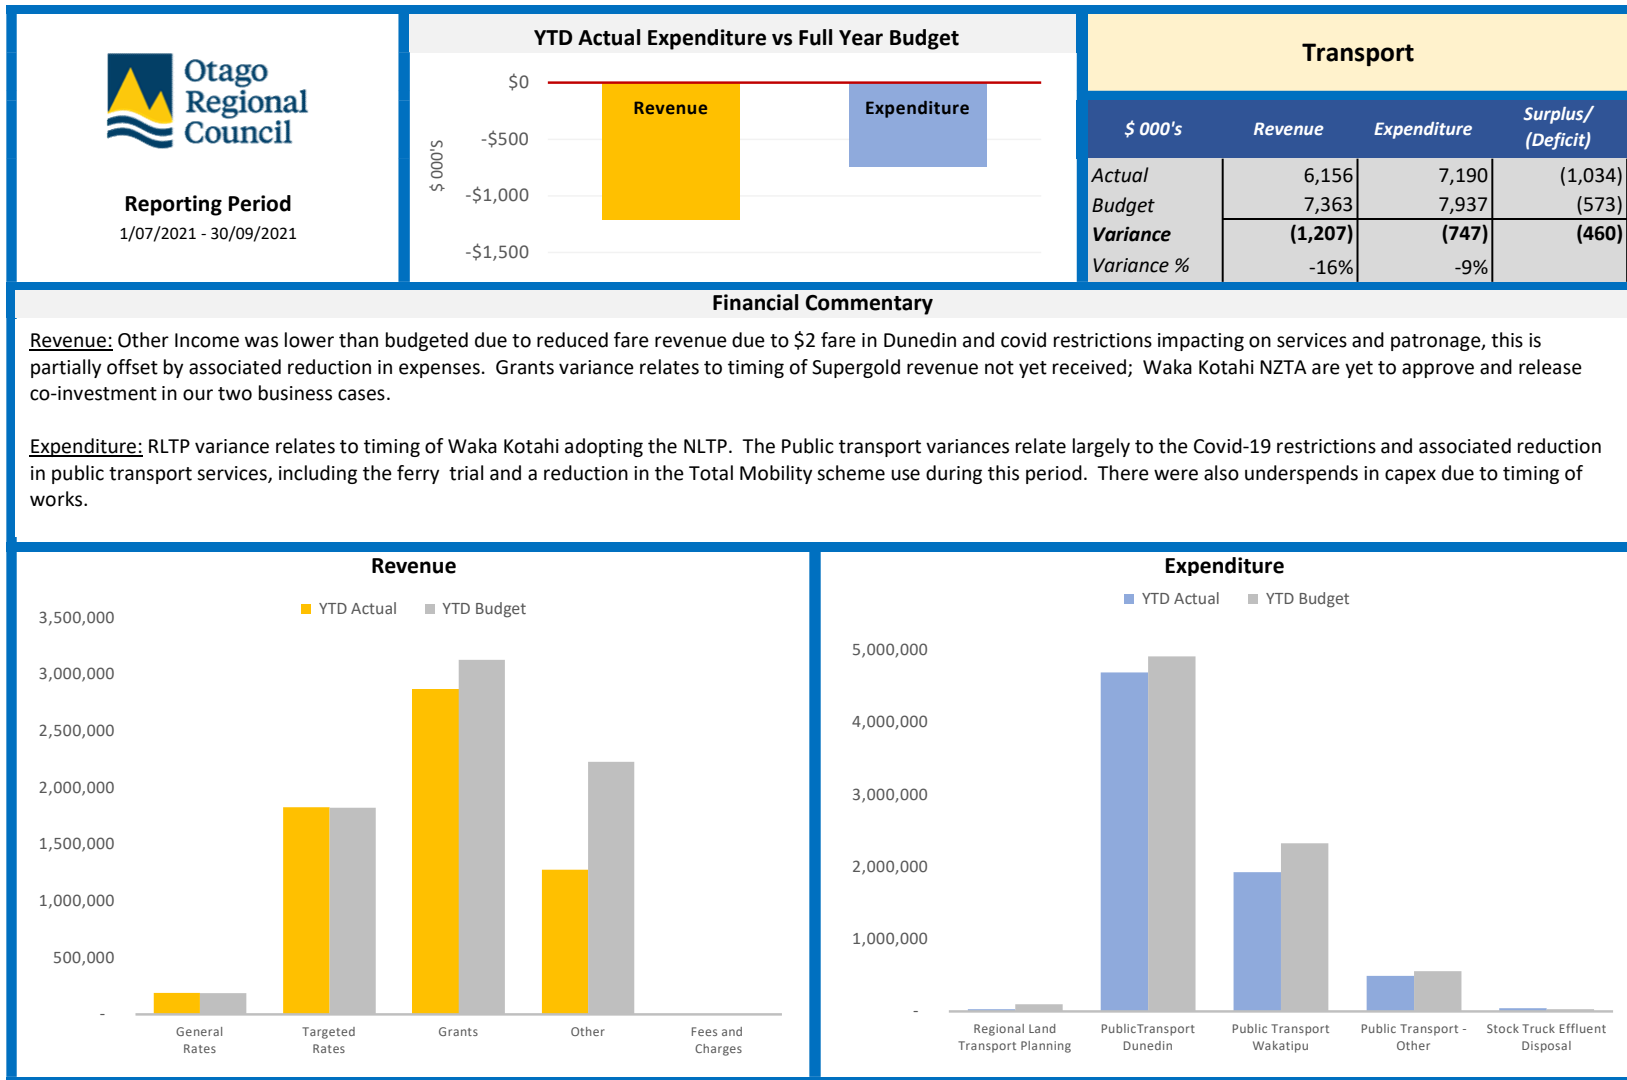 Otago
Regional
Council
Reporting Period
1/07/2021 - 30/09/2021
YTD Actual Expenditure vs Full Year Budget
$ 000'S
$0
-$500
-$1,000
-$1,500
Revenue
Expenditure
Transport
$ 000's Revenue Expenditure Surplus/
(Deficit)
Actual 6,156 7,190 (1,034)
Budget 7,363 7,937 (573)
Variance (1,207) (747) (460)
Variance % -16% -9%
Financial Commentary
Revenue: Other Income was lower than budgeted due to reduced fare revenue due to $2 fare in Dunedin and covid restrictions impacting on services and patronage, this is
partially offset by associated reduction in expenses. Grants variance relates to timing of Supergold revenue not yet received; Waka Kotahi NZTA are yet to approve and release
co-investment in our two business cases.
Expenditure: RLTP variance relates to timing of Waka Kotahi adopting the NLTP. The Public transport variances relate largely to the Covid-19 restrictions and associated reduction
in public transport services, including the ferry trial and a reduction in the Total Mobility scheme use during this period. There were also underspends in capex due to timing of
works.
Revenue
YTD Actual YTD Budget
3,500,000
3,000,000
2,500,000
2,000,000
1,500,000
1,000,000
500,000
-
General
Rates
Targeted
Rates
Grants
Other
Fees and
Charges
Expenditure
YTD Actual YTD Budget
5,000,000
4,000,000
3,000,000
2,000,000
1,000,000
-
Regional Land
Transport Planning
PublicTransport
Dunedin
Public Transport
Wakatipu
Public Transport -
Other
Stock Truck Effluent
Disposal